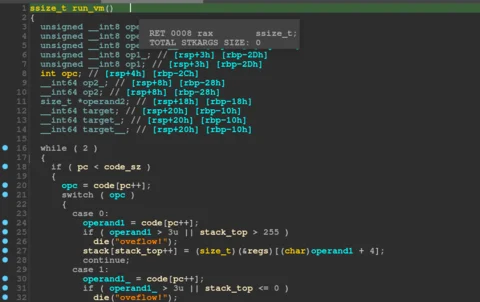 1 ssize_t run_vm()
2 {
3 unsigned __int8 ope
RET 0008 rax ssize_t;
TOTAL STKARGS SIZE: 0
4 unsigned __int8 ope
5 unsigned __int8 ope
6 unsigned __int8 op1_; // [rsp+3h] [rbp-2Dh]
7 unsigned __int8 op1; // [rsp+3h] [rbp-2Dh]
8 int opc; // [rsp+4h] [rbp-2Ch]
9 __int64 op2_; // [rsp+8h] [rbp-28h]
10 __int64 op2; // [rsp+8h] [rbp-28h]
11 size_t *operand2; // [rsp+18h] [rbp-18h]
12 __int64 target; // [rsp+20h] [rbp-10h]
13 __int64 target_; // [rsp+20h] [rbp-10h]
14 __int64 target__; // [rsp+20h] [rbp-10h]
15
16 while ( 2 )
17 {
18 if ( pc < code_sz )
19 {
20 opc = code[pc++];
21 switch ( opc )
22 {
23 case 0:
24 operand1 = code[pc++];
25 if ( operand1 > 3u || stack_top > 255 )
26 die("oveflow!");
27 stack[stack_top++] = (size_t)(&regs)[(char)operand1 + 4];
28 continue;
29 case 1:
30 operand1_ = code[pc++];
31 if ( operand1_ > 3u || stack_top <= 0 )
32 die("oveflow!");